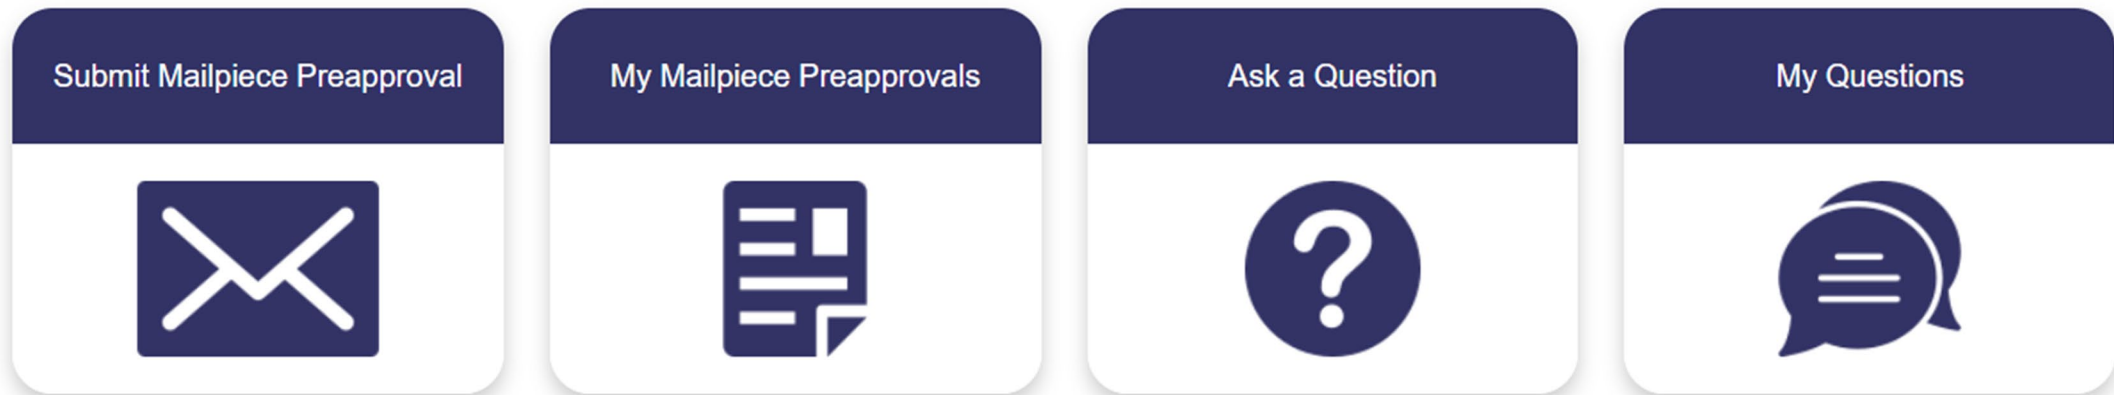 Submit Mailpiece Preapproval
My Mailpiece Preapprovals
Ask a Question
My Questions